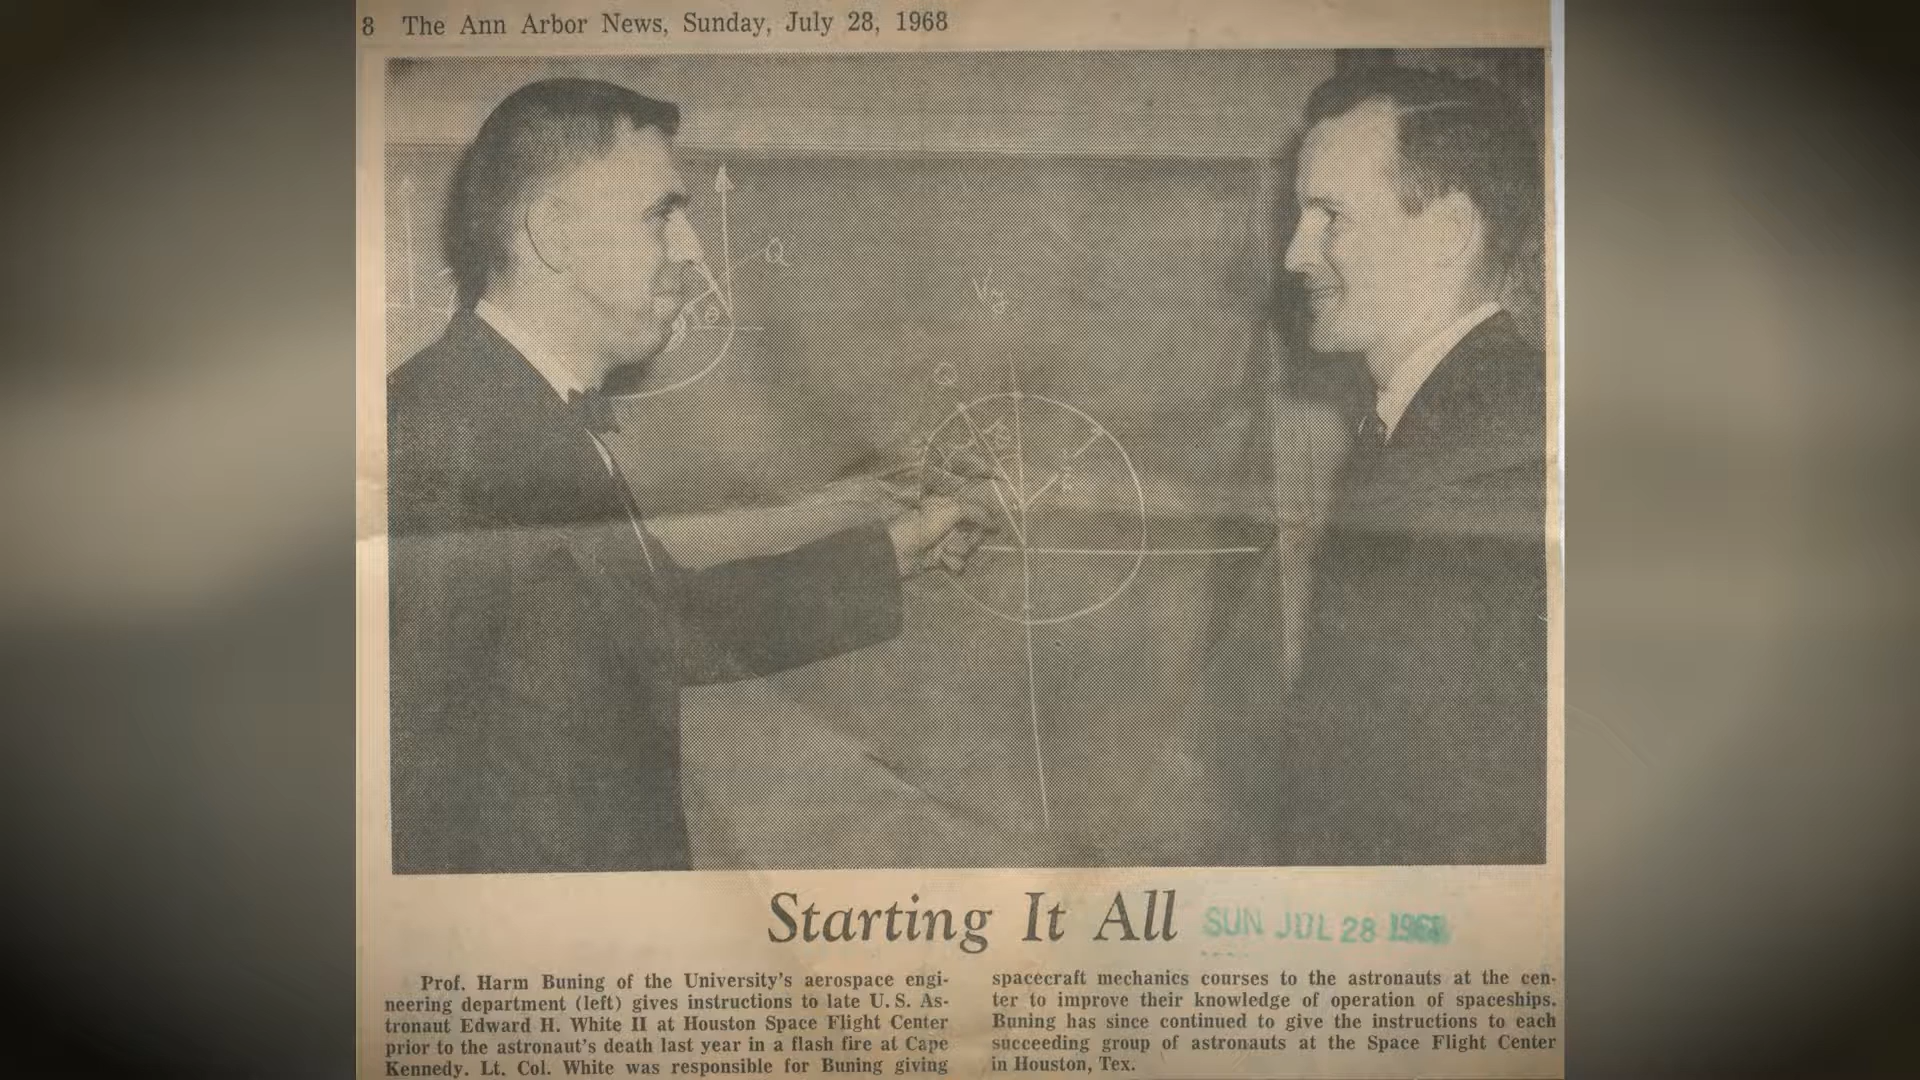 8 The Ann Arbor News, Sunday, July 28, 1968
Q
Q
Starting It All
SUN JUL 28 1968
Prof. Harm Buning of the University's aerospace engi-
neering department (left) gives instructions to late U. S. As-
tronaut Edward H. White II at Houston Space Flight Center
prior to the astronaut's death last year in a flash fire at Cape
Kennedy. Lt. Col. White was responsible for Buning giving
spacecraft mechanics courses to the astronauts at the cen-
ter to improve their knowledge of operation of spaceships.
Buning has since continued to give the instructions to each
succeeding group of astronauts at the Space Flight Center
in Houston, Tex.